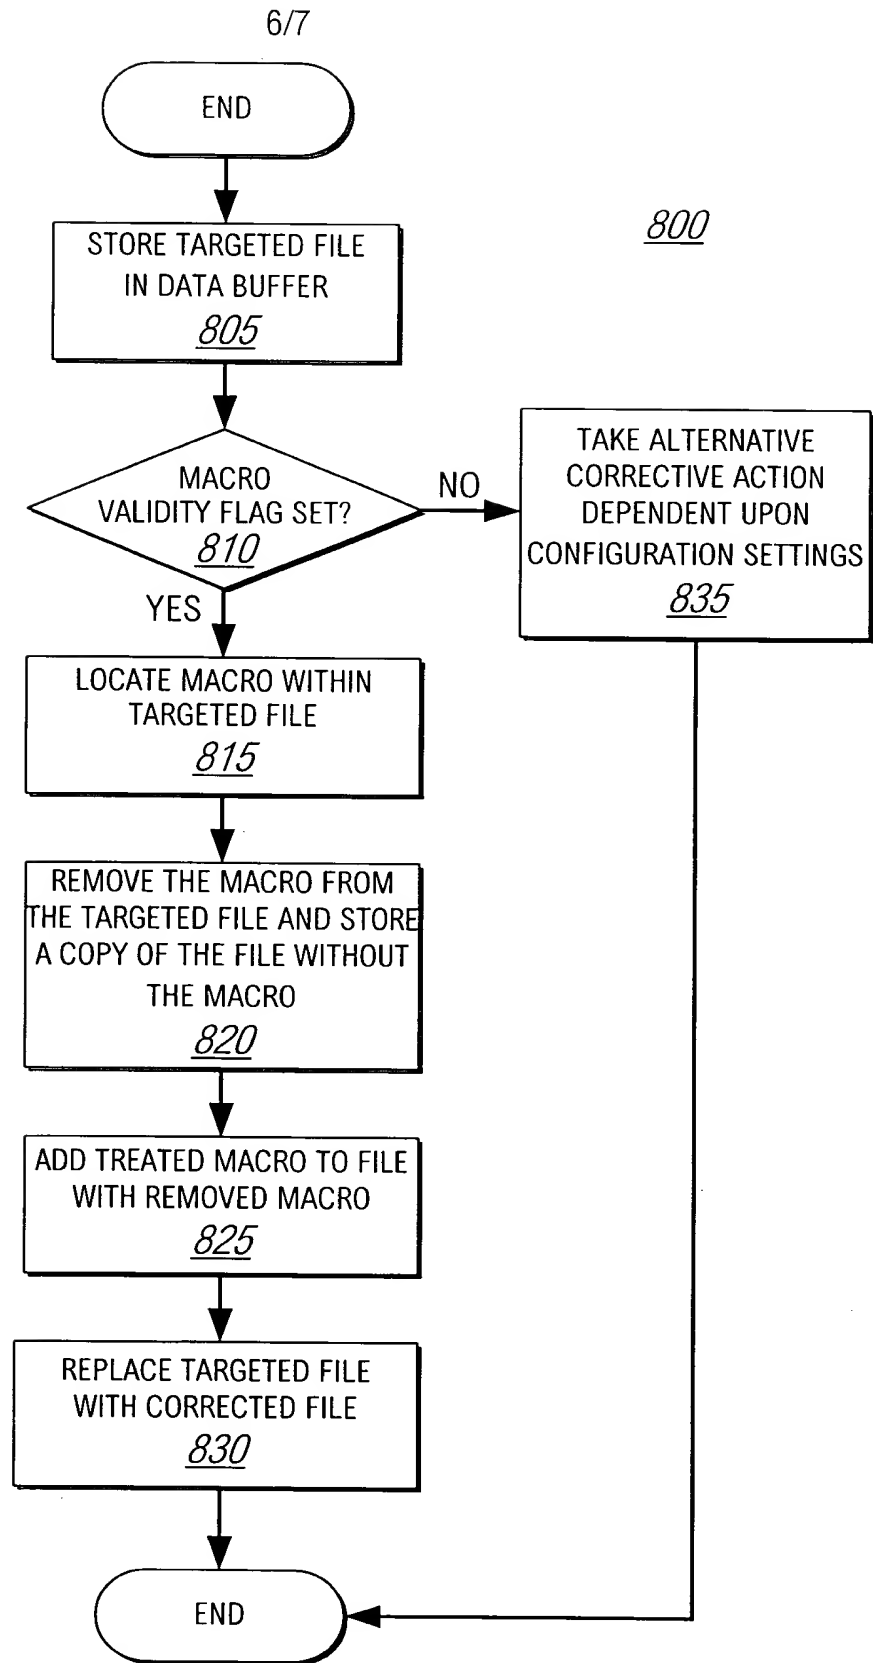 6/7
END
800
STORE TARGETED FILE
IN DATA BUFFER
805
MACRO
VALIDITY FLAG SET?
810
NO
YES
TAKE ALTERNATIVE
CORRECTIVE ACTION
DEPENDENT UPON
CONFIGURATION SETTINGS
835
LOCATE MACRO WITHIN
TARGETED FILE
815
REMOVE THE MACRO FROM
THE TARGETED FILE AND STORE
A COPY OF THE FILE WITHOUT
THE MACRO
820
ADD TREATED MACRO TO FILE
WITH REMOVED MACRO
825
REPLACE TARGETED FILE
WITH CORRECTED FILE
830
END